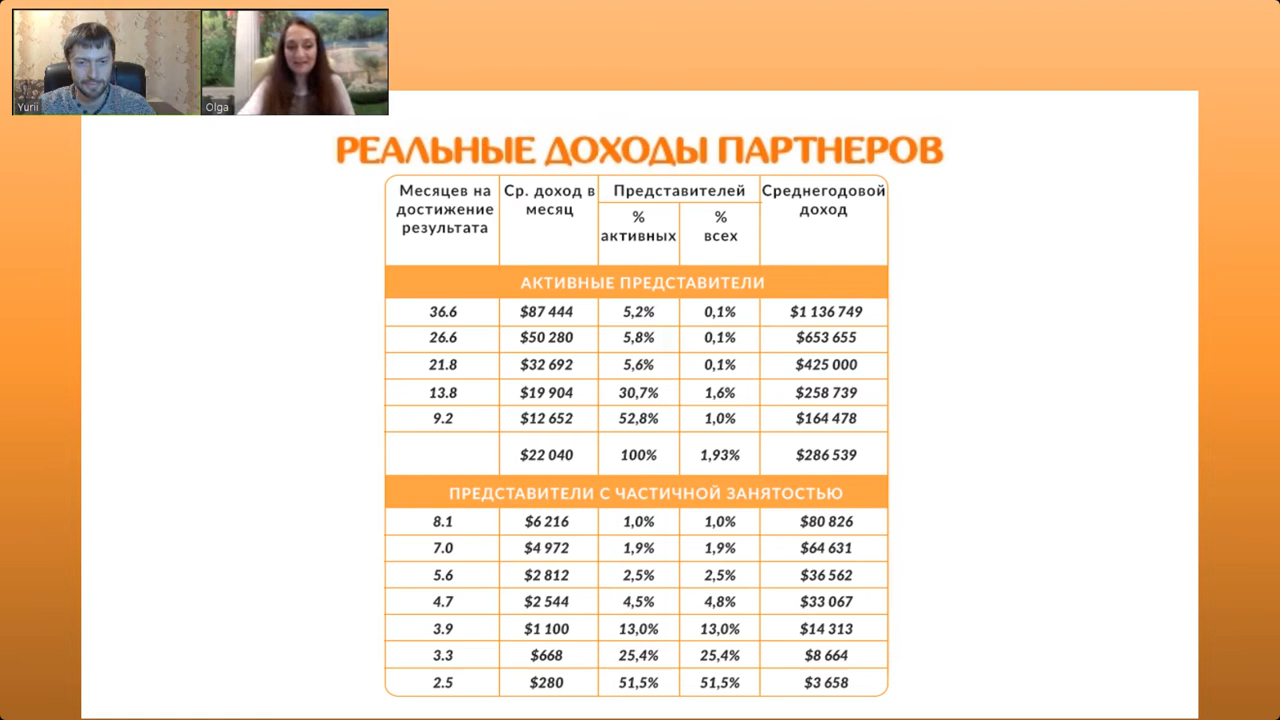 Yurii
Olga
РЕАЛЬНЫЕ ДОХОДЫ ПАРТНЕРОВ
Месяцев на достижение результата
Ср. доход в месяц
Представителей
% активных
% всех
Среднегодовой доход
АКТИВНЫЕ ПРЕДСТАВИТЕЛИ
36.6 $87 444 5,2% 0,1% $1 136 749
26.6 $50 280 5,8% 0,1% $653 655
21.8 $32 692 5,6% 0,1% $425 000
13.8 $19 904 30,7% 1,6% $258 739
9.2 $12 652 52,8% 1,0% $164 478
$22 040 100% 1,93% $286 539
ПРЕДСТАВИТЕЛИ С ЧАСТИЧНОЙ ЗАНЯТОСТЬЮ
8.1 $6 216 1,0% 1,0% $80 826
7.0 $4 972 1,9% 1,9% $64 631
5.6 $2 812 2,5% 2,5% $36 562
4.7 $2 544 4,5% 4,8% $33 067
3.9 $1 100 13,0% 13,0% $14 313
3.3 $668 25,4% 25,4% $8 664
2.5 $280 51,5% 51,5% $3 658